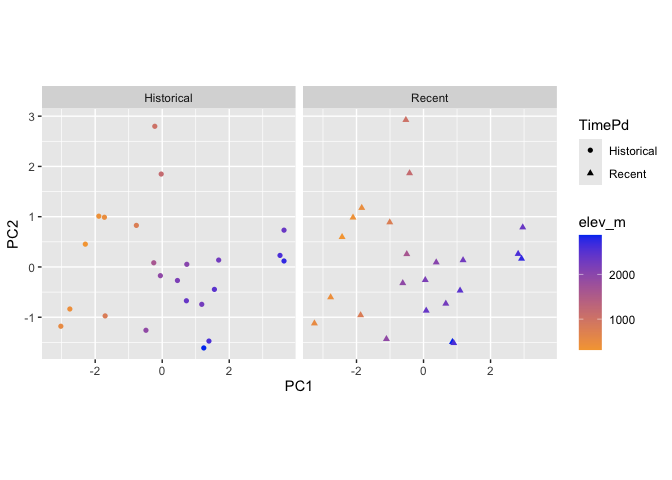 Historical
Recent
3
2
1
0
-1
PC2
-2
0
2
-2
0
2
PC1
TimePd
Historical
Recent
elev_m
2000
1000